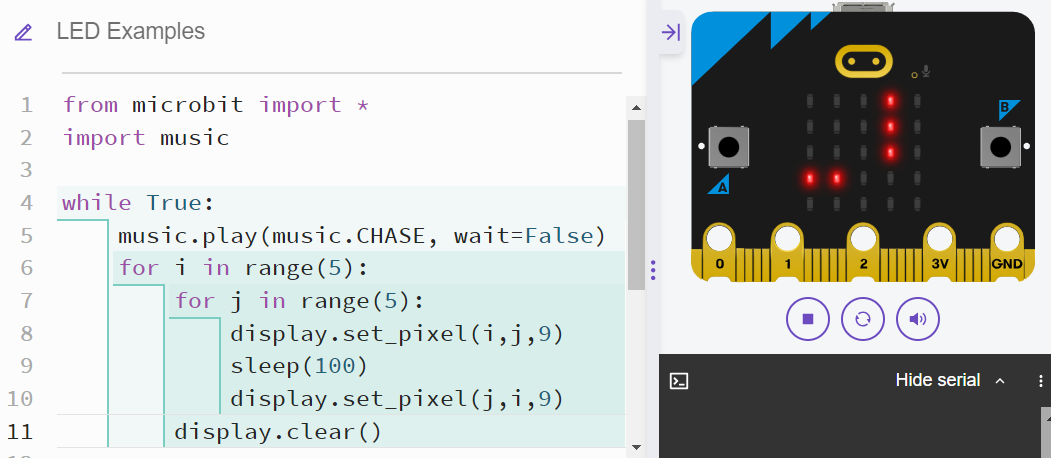 LED Examples
1 from microbit import *
2 import music
3
4 while True:
5 music.play(music.CHASE, wait=False)
6 for i in range(5):
7 for j in range(5):
8 display.set_pixel(i,j,9)
9 sleep(100)
10 display.set_pixel(j,i,9)
11 display.clear()
B
A
0 1 2 3V GND
Hide serial